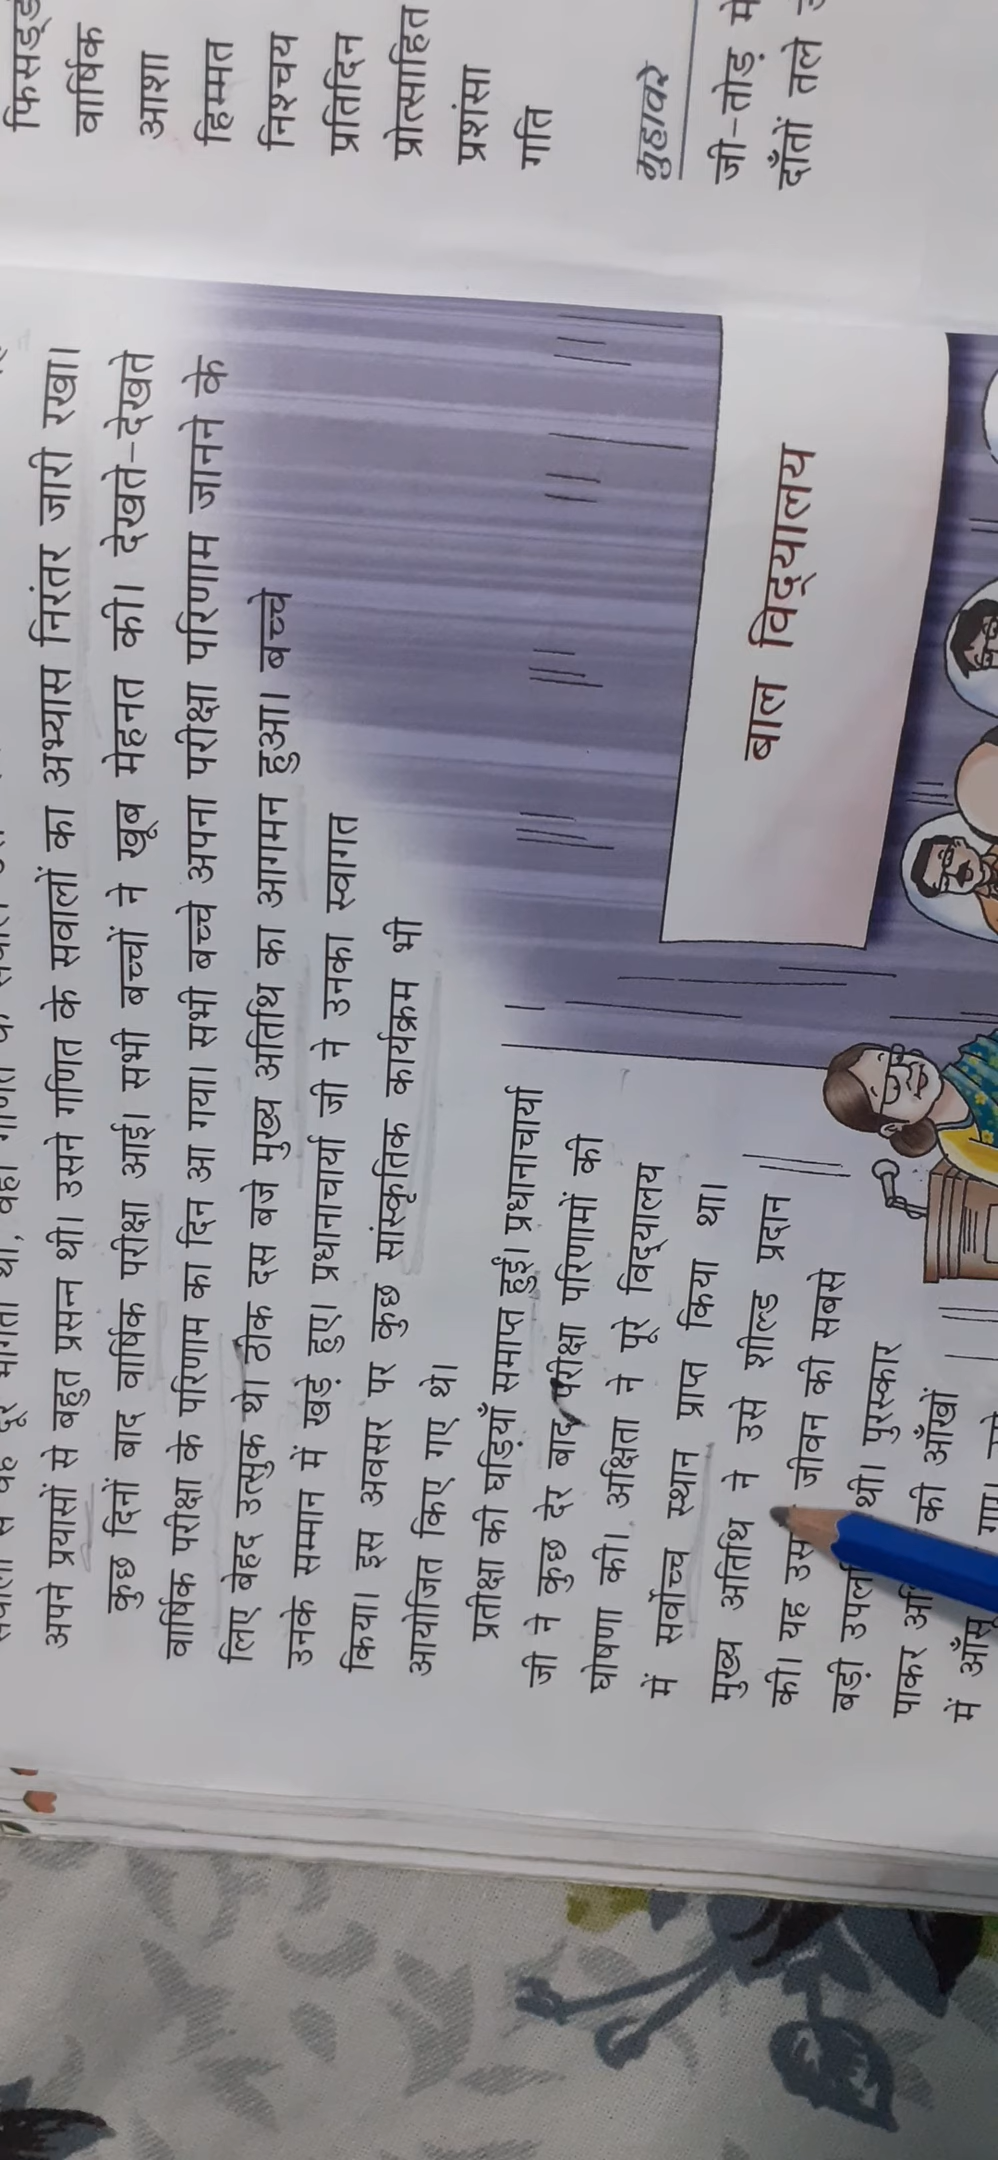 अपने प्रयासों से बहुत प्रसन्न थी। उसने गणित के सवालों का अभ्यास निरंतर जारी रखा।
कुछ दिनों बाद वार्षिक परीक्षा आई। सभी बच्चों ने खूब मेहनत की। देखते-देखते
वार्षिक परीक्षा के परिणाम का दिन आ गया। सभी बच्चे अपना परीक्षा परिणाम जानने के
लिए बेहद उत्सुक थे। ठीक दस बजे मुख्य अतिथि का आगमन हुआ। बच्चे
उनके सम्मान में खड़े हुए। प्रधानाचार्या जी ने उनका स्वागत
किया। इस अवसर पर कुछ सांस्कृतिक कार्यक्रम भी
आयोजित किए गए थे।
प्रतीक्षा की घड़ियाँ समाप्त हुईं। प्रधानाचार्या
जी ने कुछ देर बाद परीक्षा परिणामों की
घोषणा की। अक्षिता ने पूरे विद्यालय
में सर्वोच्च स्थान प्राप्त किया था।
मुख्य अतिथि ने उसे शील्ड प्रदान
की। यह जीवन की सबसे
बड़ी थी। पुरस्कार
पाकर की आँखों
में आँसू गए।
बाल विद्यालय
फिसड्डी
वार्षिक
आशा
हिम्मत
निश्चय
प्रतिदिन
प्रोत्साहित
प्रशंसा
गति
मुहावरे
जी-तोड़
दाँतों तले